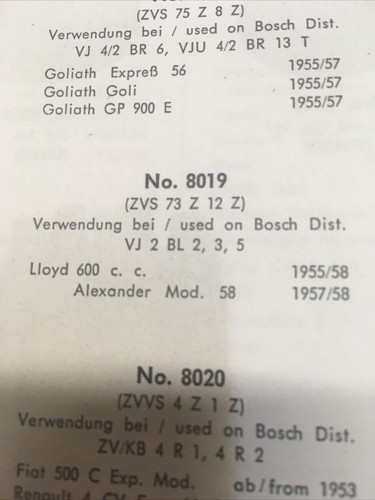 (ZVS 75 Z 8 Z)
Verwendung bei / used on Bosch Dist.
VJ 4/2 BR 6, VJU 4/2 BR 13 T
Goliath Expreß 56 1955/57
Goliath Goli 1955/57
Goliath GP 900 E 1955/57
No. 8019
(ZVS 73 Z 12 Z)
Verwendung bei / used on Bosch Dist.
VJ 2 BL 2, 3, 5
Lloyd 600 c. c. 1955/58
Alexander Mod. 58 1957/58
No. 8020
(ZVVS 4 Z 1 Z)
Verwendung bei / used on Bosch Dist.
ZV/KB 4 R 1, 4 R 2
Fiat 500 C Exp. Mod. ab/from 1953
Renault 4 CV